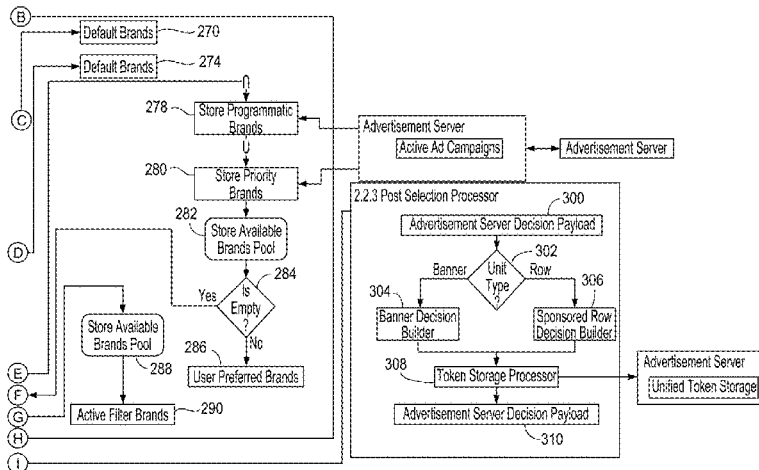 B
Default Brands
270
Default Brands
274
C
278
Store Programmatic
Brands
Advertisement Server
Active Ad Campaigns
Advertisement Server
280
Store Priority
Brands
2.2.3 Post Selection Processor
300
Advertisement Server Decision Payload
282
Store Available
Brands Pool
302
D
284
Banner
Unit
Type
?
Row
Yes
Is
Empty
?
304
306
G
Banner Decision
Builder
Sponsored Row
Decision Builder
Store Available
Brands Pool
No
286
288
E
User Preferred Brands
308
Token Storage Processor
Advertisement Server
Unified Token Storage
F
G
Active Filter Brands
290
Advertisement Server Decision Payload
310
H
I